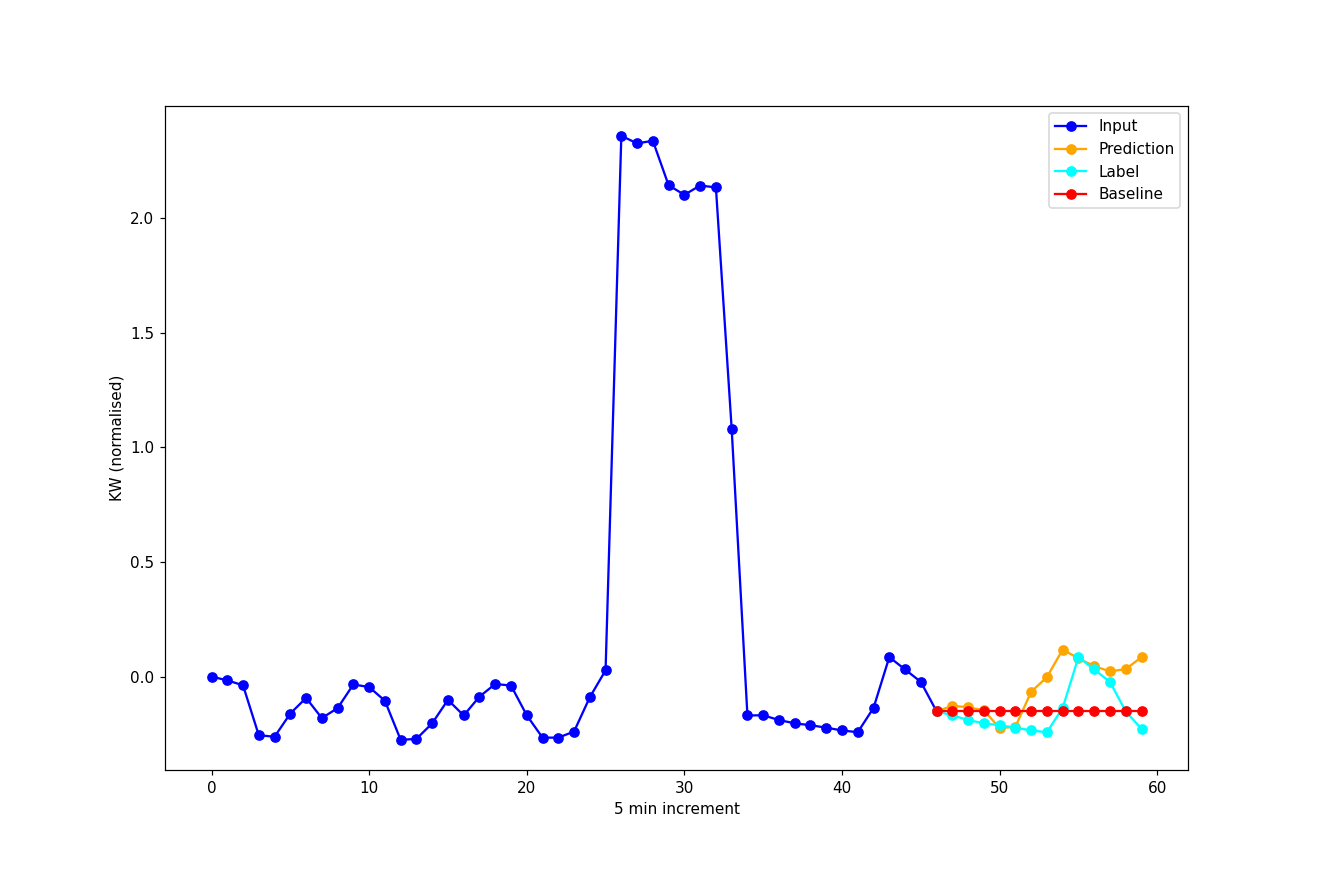 Input
Prediction
Label
Baseline
2.0
1.5
1.0
0.5
0.0
KW (normalised)
0 10 20 30 40 50 60
5 min increment